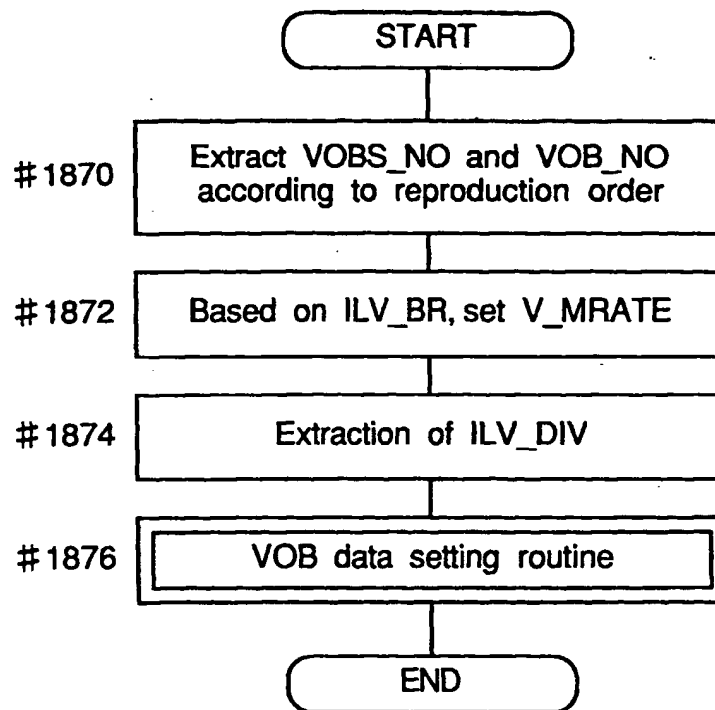 START
#1870
Extract VOBS_NO and VOB_NO
according to reproduction order
#1872
Based on ILV_BR, set V_MRATE
#1874
Extraction of ILV_DIV
#1876
VOB data setting routine
END